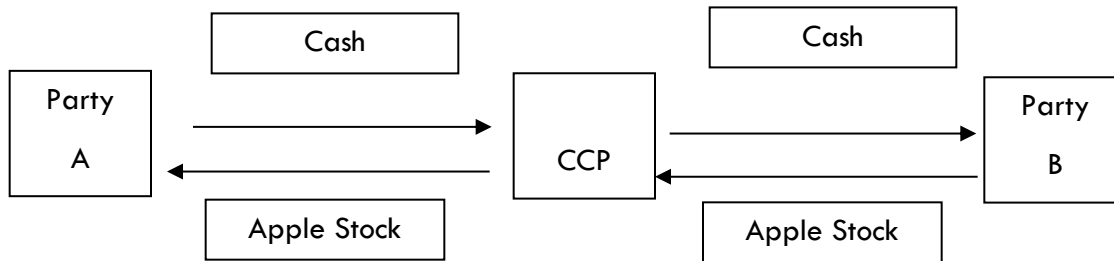 Cash
Cash
Party
A
CCP
Party
B
Apple Stock
Apple Stock